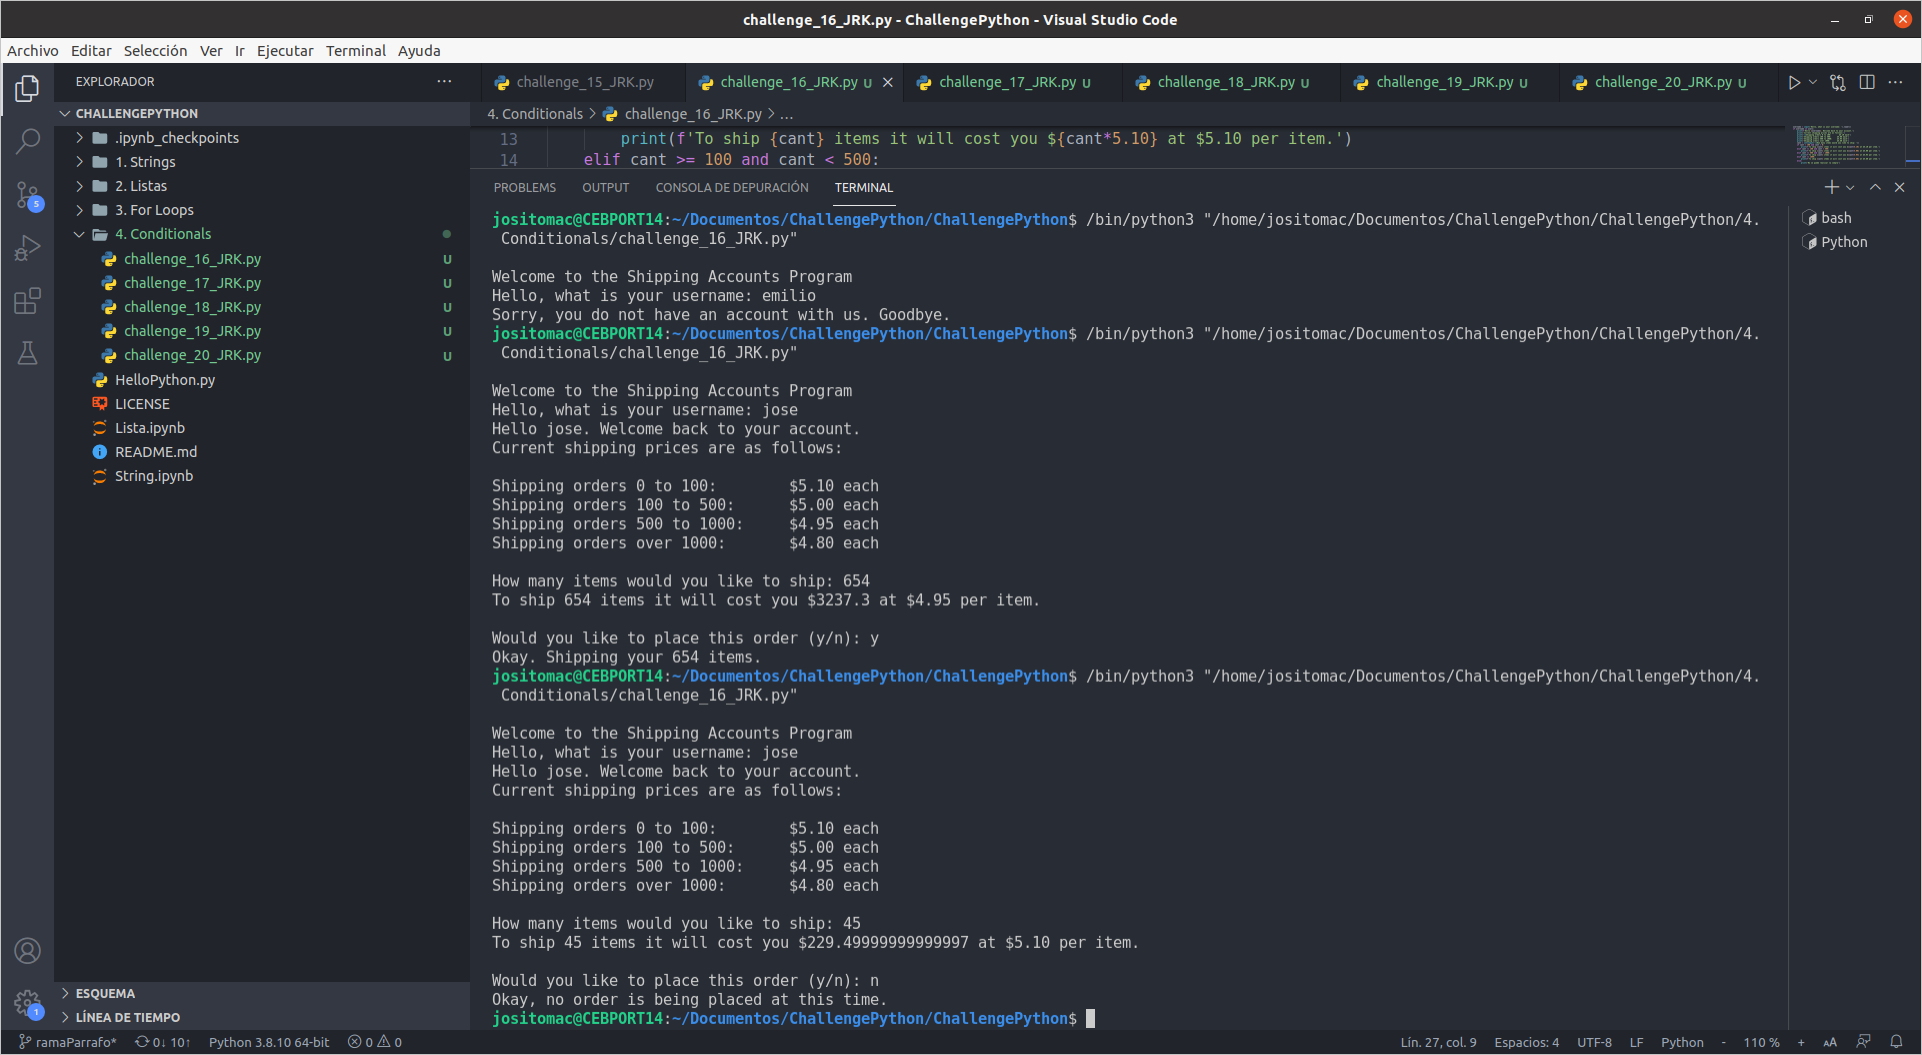 challenge_16_JRK.py - ChallengePython - Visual Studio Code
Archivo Editar Selección Ver Ir Ejecutar Terminal Ayuda
EXPLORADOR
CHALLENGEPYTHON
.ipynb_checkpoints
1. Strings
2. Listas
3. For Loops
4. Conditionals
challenge_16_JRK.py U
challenge_17_JRK.py U
challenge_18_JRK.py U
challenge_19_JRK.py U
challenge_20_JRK.py U
HelloPython.py
LICENSE
Lista.ipynb
README.md
String.ipynb
ESQUEMA
LÍNEA DE TIEMPO
5
1
challenge_15_JRK.py challenge_16_JRK.py U challenge_17_JRK.py U challenge_18_JRK.py U challenge_19_JRK.py U challenge_20_JRK.py U
4. Conditionals > challenge_16_JRK.py > ...
13 print(f'To ship {cant} items it will cost you ${cant*5.10} at $5.10 per item.')
14 elif cant >= 100 and cant < 500:
PROBLEMS OUTPUT CONSOLA DE DEPURACIÓN TERMINAL
bash
Python
jositomac@CEBPORT14:~/Documentos/ChallengePython/ChallengePython$ /bin/python3 "/home/jositomac/Documentos/ChallengePython/ChallengePython/4.
Conditionals/challenge_16_JRK.py"
Welcome to the Shipping Accounts Program
Hello, what is your username: emilio
Sorry, you do not have an account with us. Goodbye.
jositomac@CEBPORT14:~/Documentos/ChallengePython/ChallengePython$ /bin/python3 "/home/jositomac/Documentos/ChallengePython/ChallengePython/4.
Conditionals/challenge_16_JRK.py"
Welcome to the Shipping Accounts Program
Hello, what is your username: jose
Hello jose. Welcome back to your account.
Current shipping prices are as follows:
Shipping orders 0 to 100: $5.10 each
Shipping orders 100 to 500: $5.00 each
Shipping orders 500 to 1000: $4.95 each
Shipping orders over 1000: $4.80 each
How many items would you like to ship: 654
To ship 654 items it will cost you $3237.3 at $4.95 per item.
Would you like to place this order (y/n): y
Okay. Shipping your 654 items.
jositomac@CEBPORT14:~/Documentos/ChallengePython/ChallengePython$ /bin/python3 "/home/jositomac/Documentos/ChallengePython/ChallengePython/4.
Conditionals/challenge_16_JRK.py"
Welcome to the Shipping Accounts Program
Hello, what is your username: jose
Hello jose. Welcome back to your account.
Current shipping prices are as follows:
Shipping orders 0 to 100: $5.10 each
Shipping orders 100 to 500: $5.00 each
Shipping orders 500 to 1000: $4.95 each
Shipping orders over 1000: $4.80 each
How many items would you like to ship: 45
To ship 45 items it will cost you $229.49999999999997 at $5.10 per item.
Would you like to place this order (y/n): n
Okay, no order is being placed at this time.
jositomac@CEBPORT14:~/Documentos/ChallengePython/ChallengePython$
ramaParrafo* 0↓ 10↑ Python 3.8.10 64-bit 0 0 Lín. 27, col. 9 Espacios: 4 UTF-8 LF Python - 110 % + AA